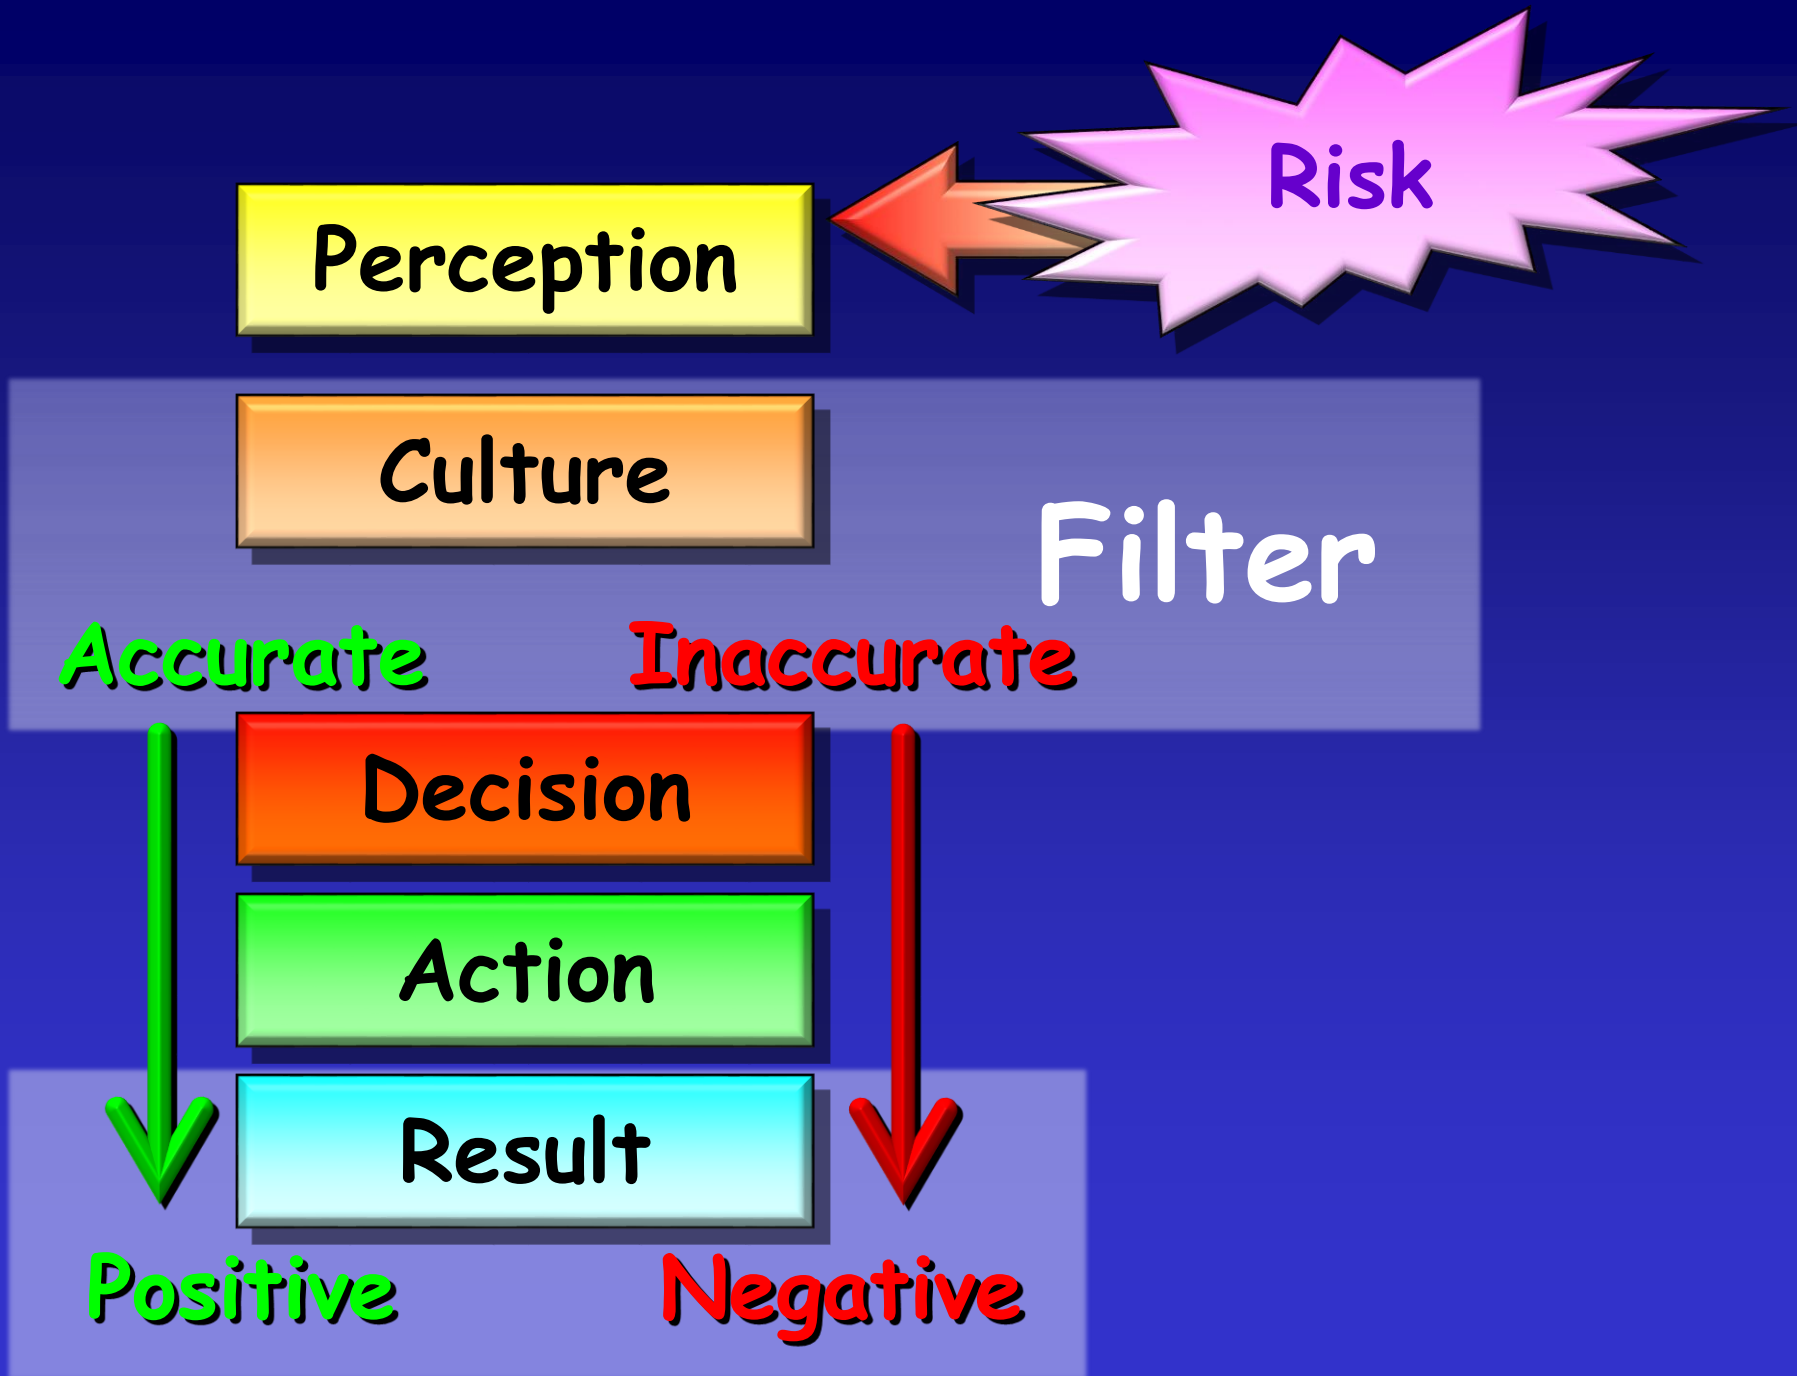 Risk
Perception
Culture
Filter
Accurate Inaccurate
Decision
Action
Result
Positive Negative